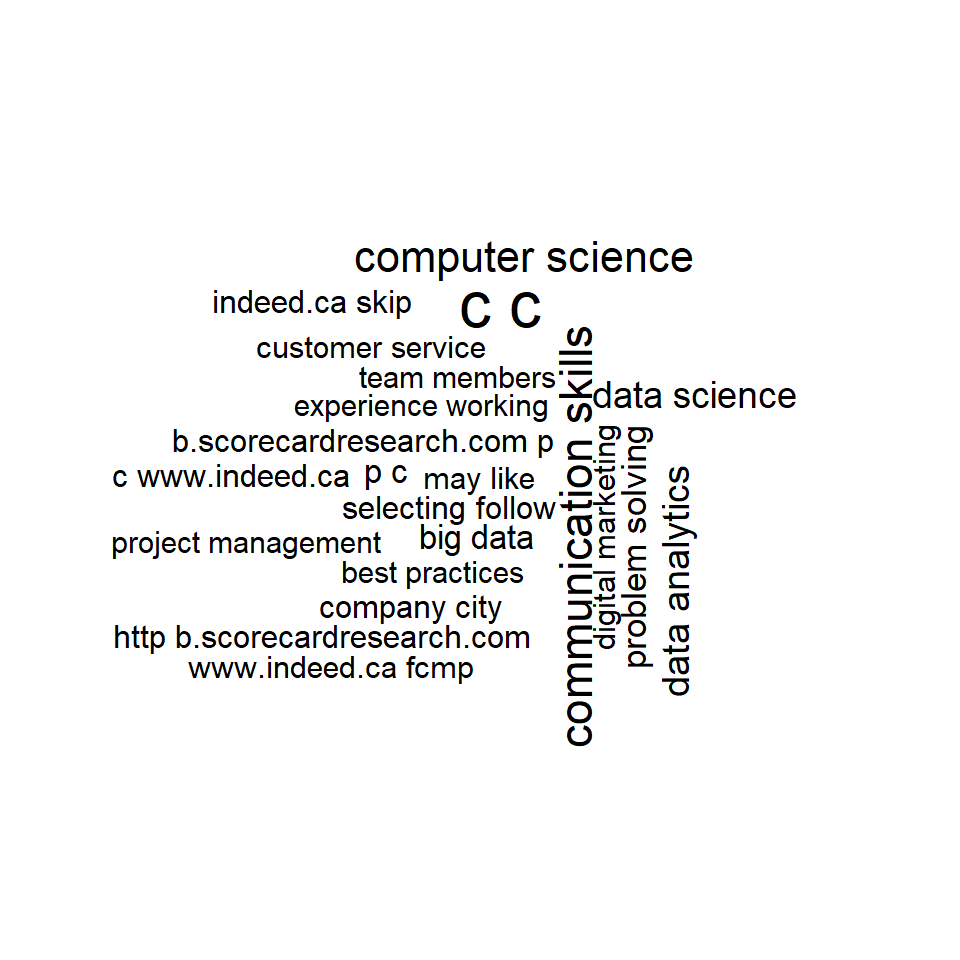 computer science
c c
indeed.ca skip
customer service
team members
data science
experience working
b.scorecardresearch.com p
c www.indeed.ca
p c
may like
selecting follow
project management
big data
best practices
company city
http b.scorecardresearch.com
www.indeed.ca fcmp
communication skills
digital marketing
problem solving
data analytics